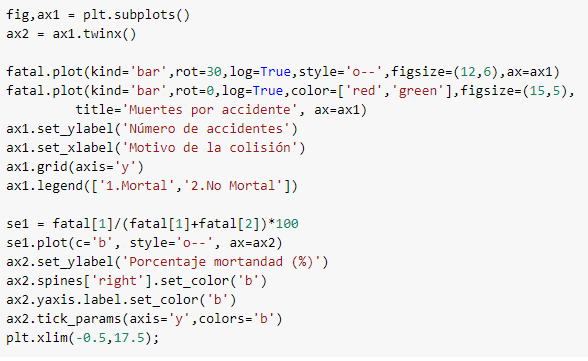 fig,ax1 = plt.subplots()
ax2 = ax1.twinx()

fatal.plot(kind='bar',rot=30,log=True,style='o--',figsize=(12,6),ax=ax1)
fatal.plot(kind='bar',rot=0,log=True,color=['red','green'],figsize=(15,5),
         title='Muertes por accidente', ax=ax1)
ax1.set_ylabel('Número de accidentes')
ax1.set_xlabel('Motivo de la colisión')
ax1.grid(axis='y')
ax1.legend(['1.Mortal','2.No Mortal'])

se1 = fatal[1]/(fatal[1]+fatal[2])*100
se1.plot(c='b', style='o--', ax=ax2)
ax2.set_ylabel('Porcentaje mortandad (%)')
ax2.spines['right'].set_color('b')
ax2.yaxis.label.set_color('b')
ax2.tick_params(axis='y',colors='b')
plt.xlim(-0.5,17.5);